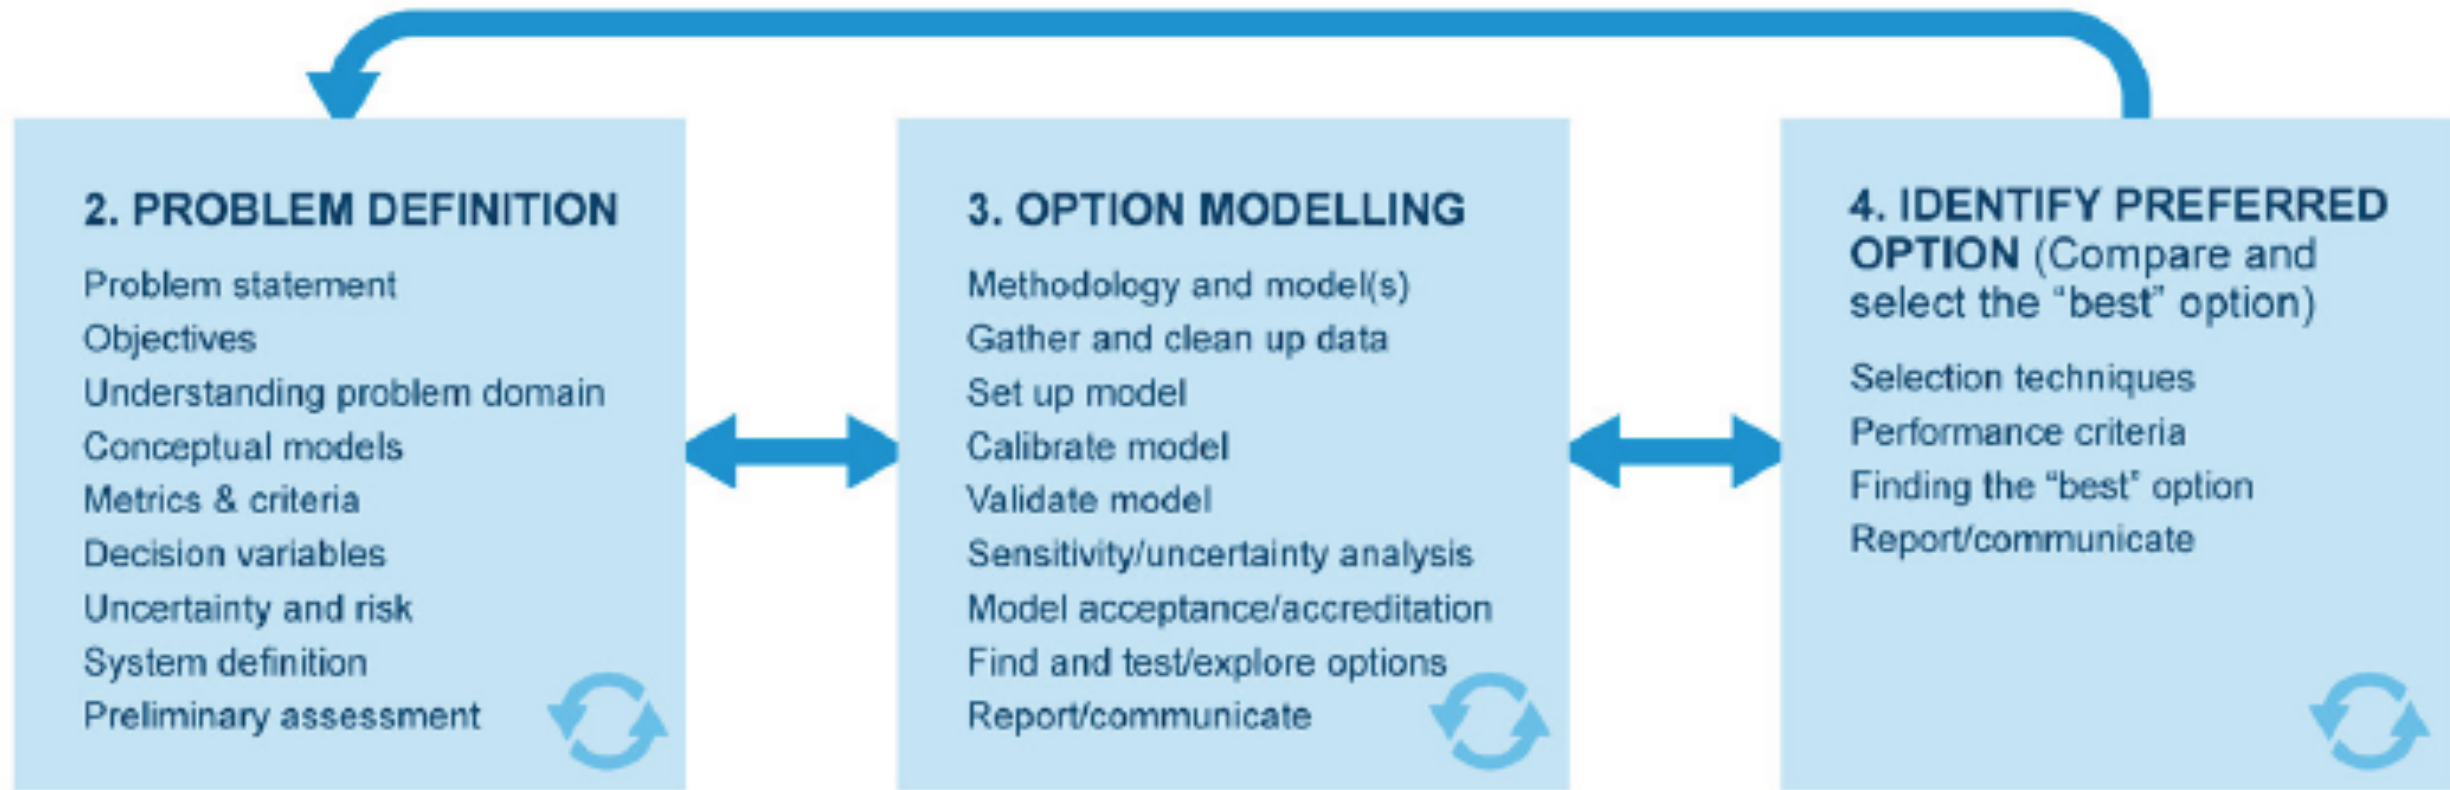 2. PROBLEM DEFINITION
Problem statement
Objectives
Understanding problem domain
Conceptual models
Metrics & criteria
Decision variables
Uncertainty and risk
System definition
Preliminary assessment
3. OPTION MODELLING
Methodology and model(s)
Gather and clean up data
Set up model
Calibrate model
Validate model
Sensitivity/uncertainty analysis
Model acceptance/accreditation
Find and test/explore options
Report/communicate
4. IDENTIFY PREFERRED
OPTION (Compare and
select the “best” option)
Selection techniques
Performance criteria
Finding the “best” option
Report/communicate